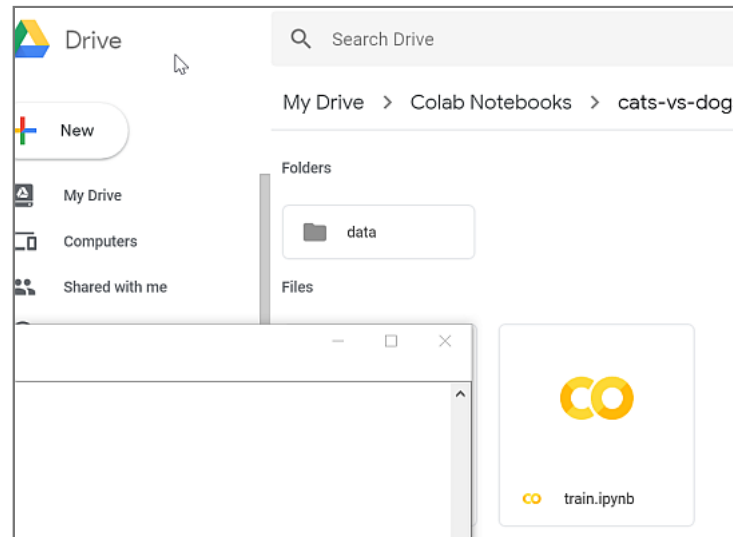 Drive
Search Drive
My Drive > Colab Notebooks > cats-vs-dog
New
Folders
My Drive
data
Computers
Shared with me
Files
CO
CO train.ipynb